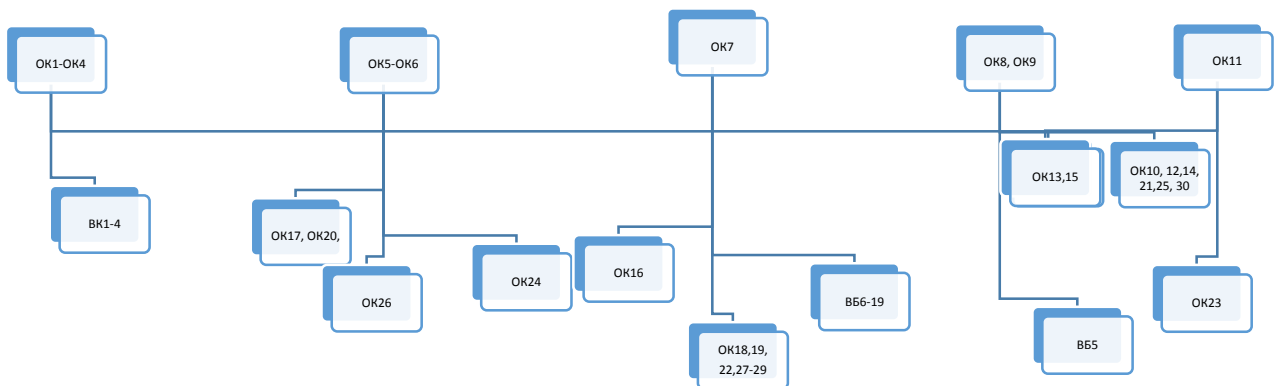 ОК1-ОК4
ОК5-ОК6
ОК7
ОК8, ОК9
ОК11
ВК1-4
ОК17, ОК20,
ОК26
ОК24
ОК16
ОК18,19,
22,27-29
ВБ6-19
ОК13,15
ОК10, 12,14,
21,25, 30
ВБ5
ОК23